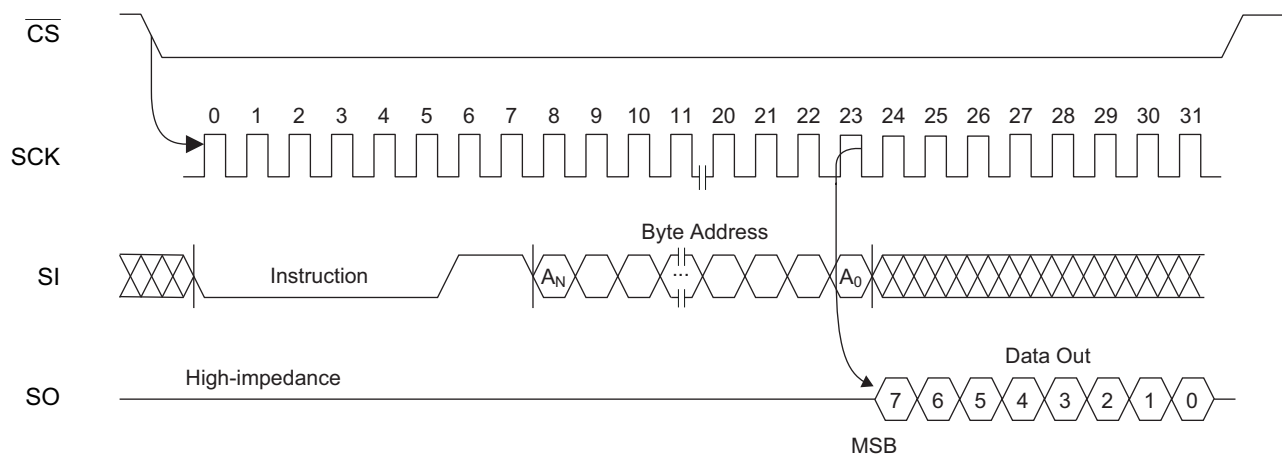 CS
0 1 2 3 4 5 6 7 8 9 10 11 20 21 22 23 24 25 26 27 28 29 30 31
SCK
Byte Address
SI Instruction AN ... A0
Data Out
High-impedance
SO 7 6 5 4 3 2 1 0
MSB